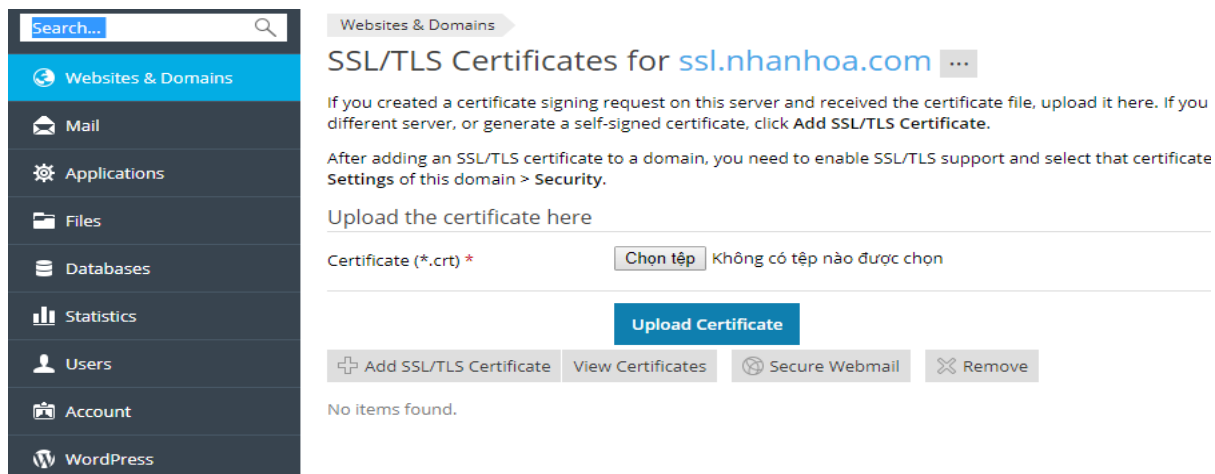 Search...
Websites & Domains
Mail
Applications
Files
Databases
Statistics
Users
Account
WordPress
Websites & Domains
SSL/TLS Certificates for ssl.nhanhoa.com ...
If you created a certificate signing request on this server and received the certificate file, upload it here. If you
different server, or generate a self-signed certificate, click Add SSL/TLS Certificate.
After adding an SSL/TLS certificate to a domain, you need to enable SSL/TLS support and select that certificate
Settings of this domain > Security.
Upload the certificate here
Certificate (*.crt) *
Chọn tệp Không có tệp nào được chọn
Upload Certificate
Add SSL/TLS Certificate View Certificates Secure Webmail Remove
No items found.